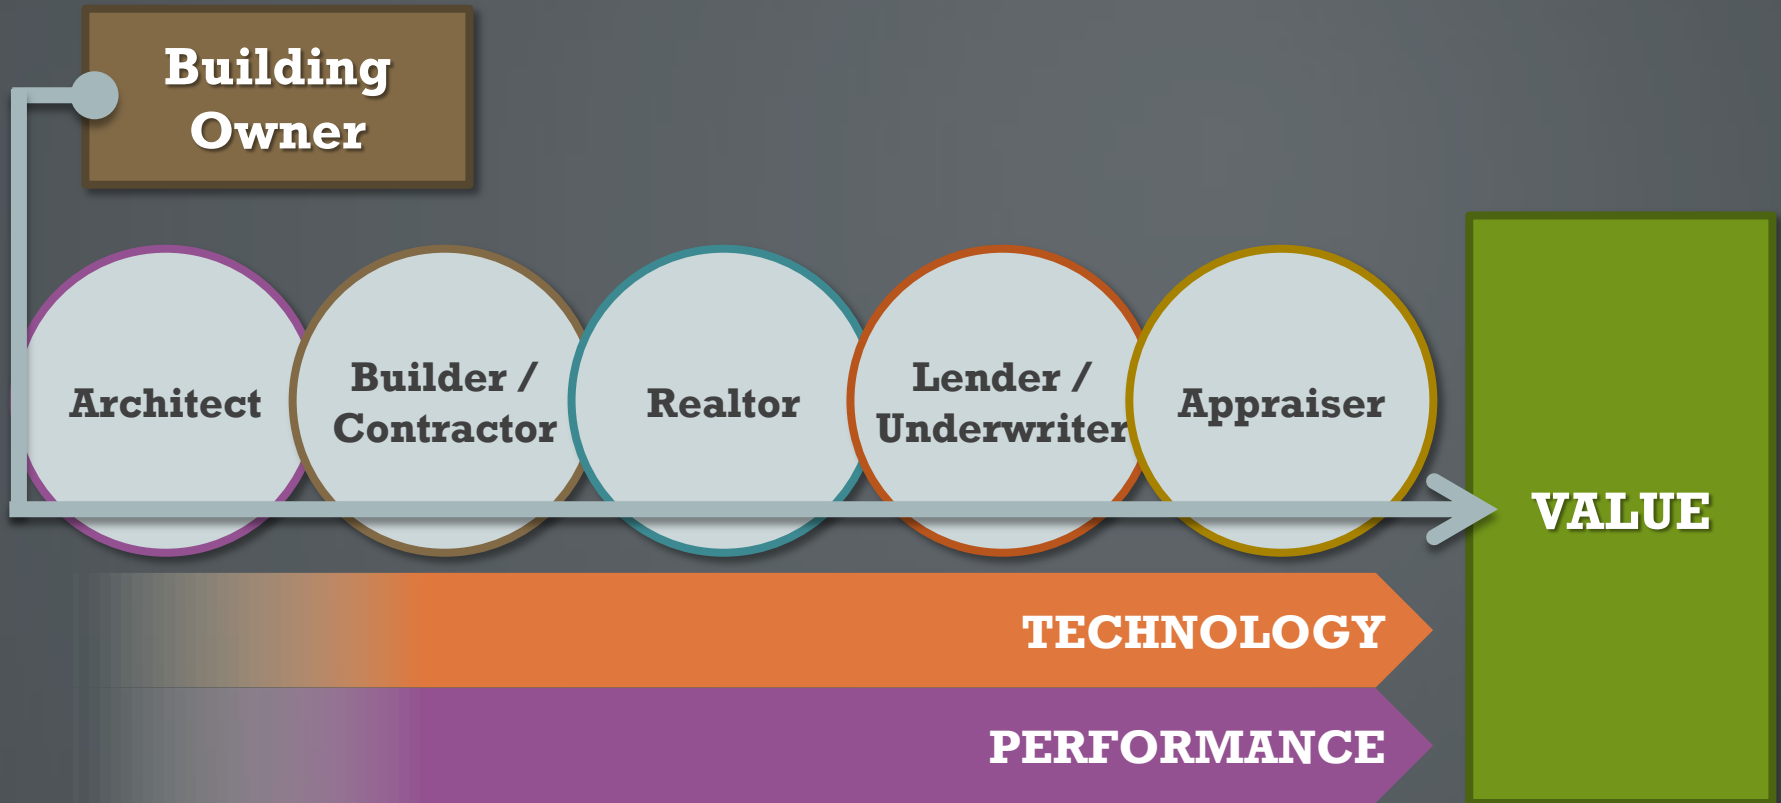 Building
Owner
Architect
Builder /
Contractor
Realtor
Lender /
Underwriter
Appraiser
VALUE
TECHNOLOGY
PERFORMANCE